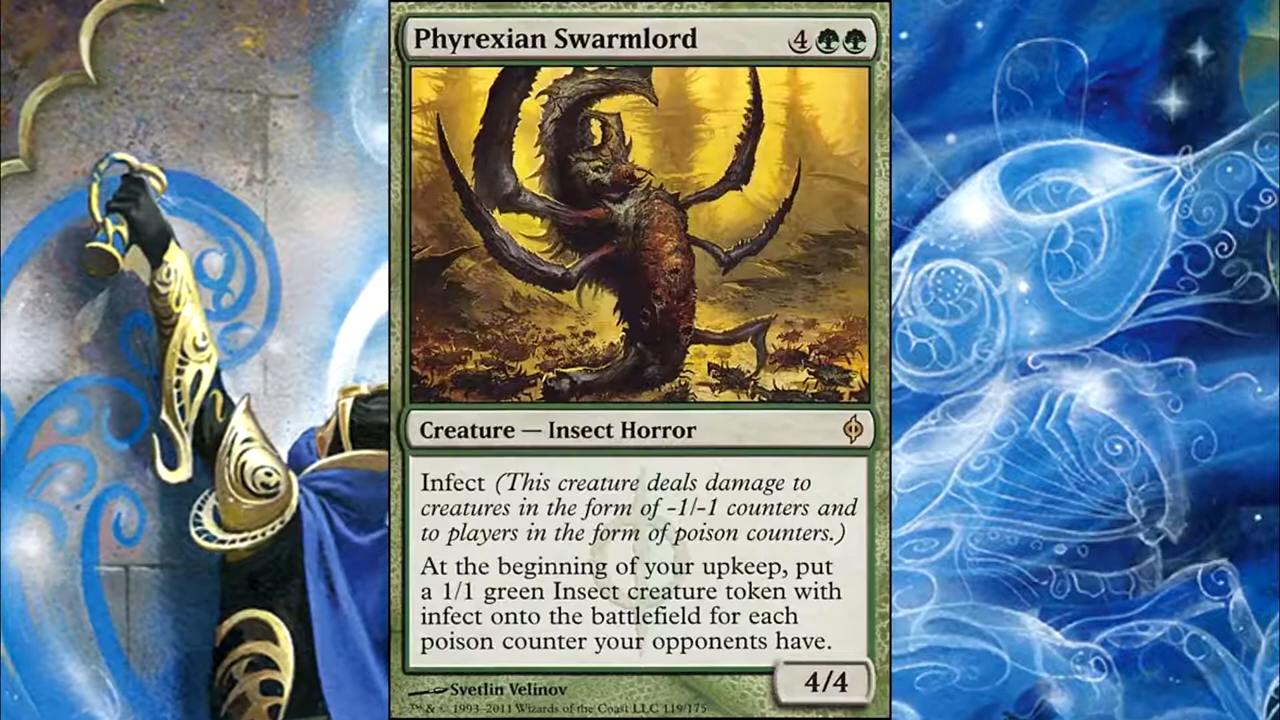 Phyrexian Swarmlord 4
Creature — Insect Horror
Infect (This creature deals damage to
creatures in the form of -1/-1 counters and
to players in the form of poison counters.)
At the beginning of your upkeep, put
a 1/1 green Insect creature token with
infect onto the battlefield for each
poison counter your opponents have.
4/4
Svetlin Velinov
™ & © 1993–2011 Wizards of the Coast LLC 119/175